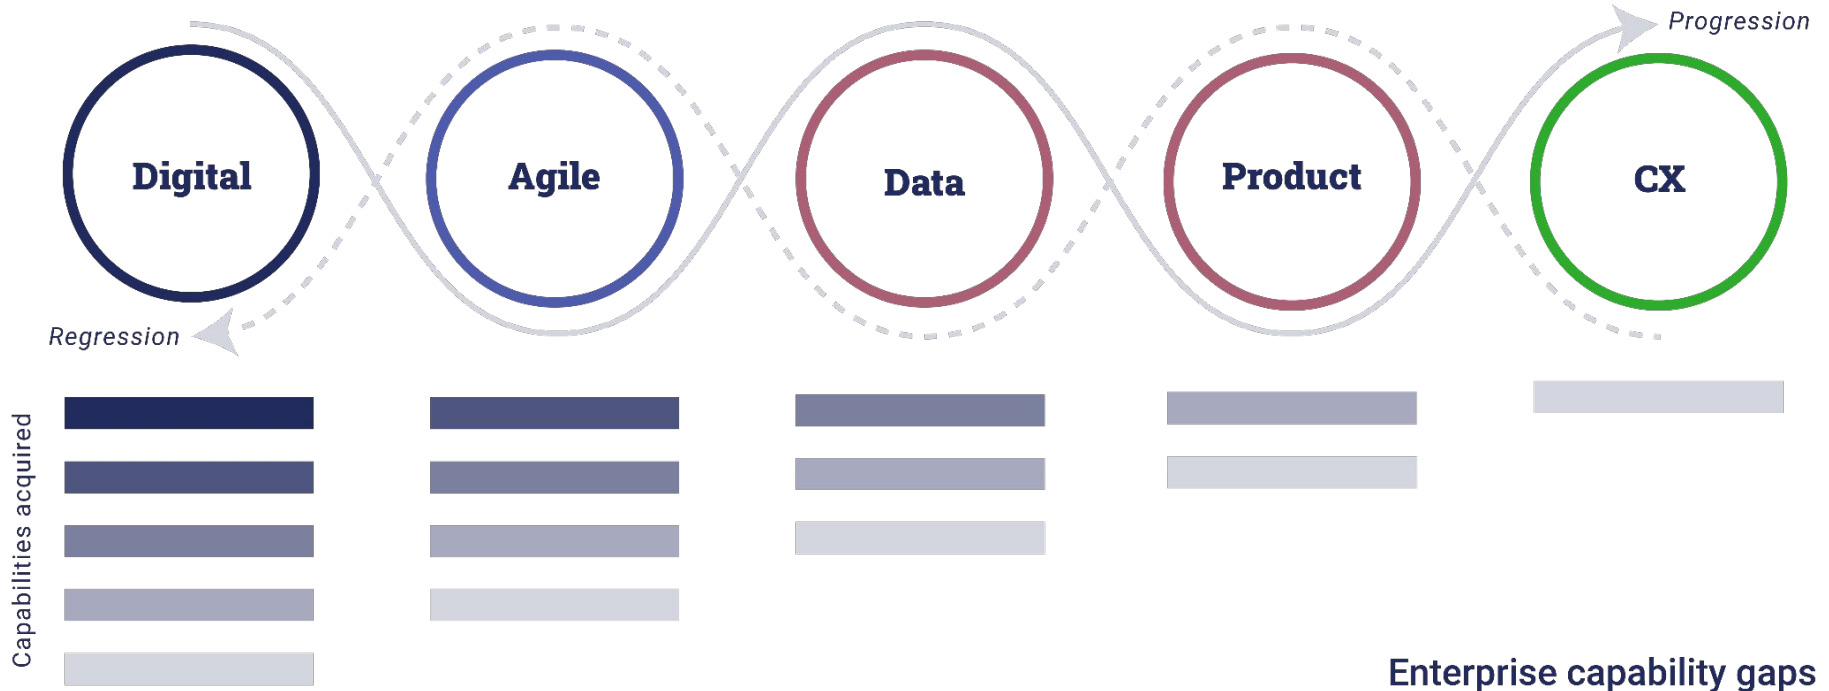 Progression
Digital
Agile
Data
Product
CX
Regression
Capabilities acquired
Enterprise capability gaps